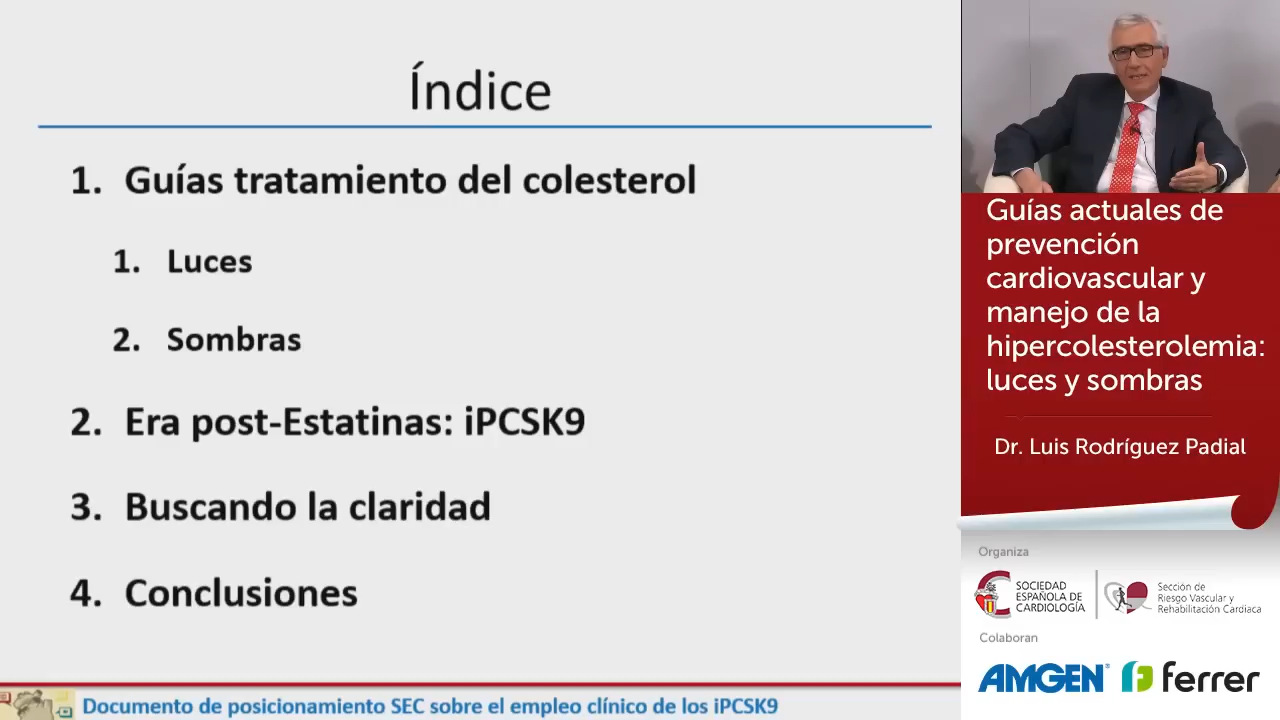 Índice
1. Guías tratamiento del colesterol
1. Luces
2. Sombras
2. Era post-Estatinas: iPCSK9
3. Buscando la claridad
4. Conclusiones
Documento de posicionamiento SEC sobre el empleo clínico de los iPCSK9
Guías actuales de
prevención
cardiovascular y
manejo de la
hipercolesterolemia:
luces y sombras
Dr. Luis Rodríguez Padial
Organiza
SOCIEDAD
ESPAÑOLA DE
CARDIOLOGÍA
Sección de
Riesgo Vascular y
Rehabilitación Cardiaca
Colaboran
AMGEN®
ferrer